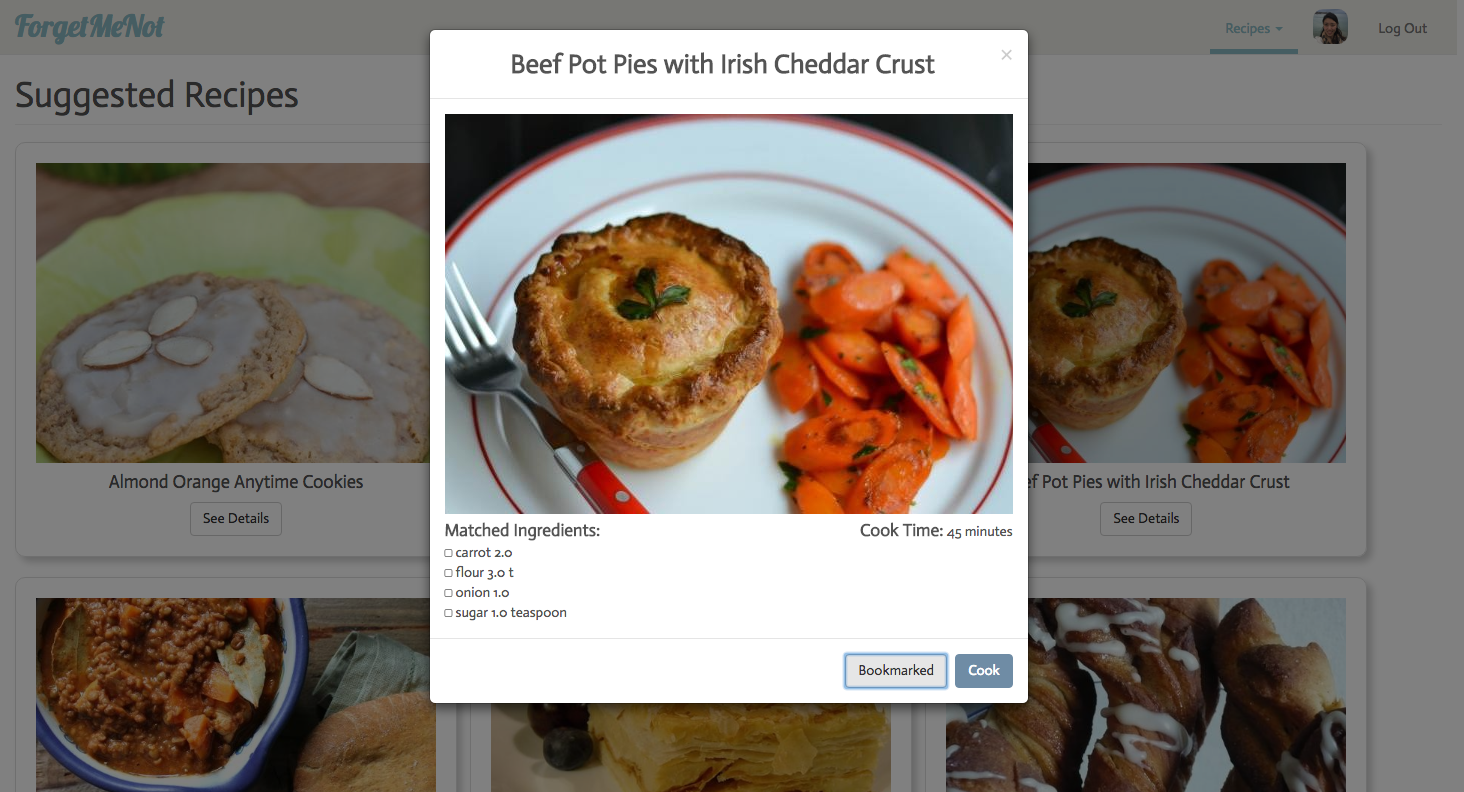 ForgetMeNot
Recipes
Log Out
Suggested Recipes
Beef Pot Pies with Irish Cheddar Crust
×
Almond Orange Anytime Cookies
See Details
Matched Ingredients:
carrot 2.0
flour 3.0 t
onion 1.0
sugar 1.0 teaspoon
Cook Time: 45 minutes
Bookmarked
Cook
Pot Pies with Irish Cheddar Crust
See Details